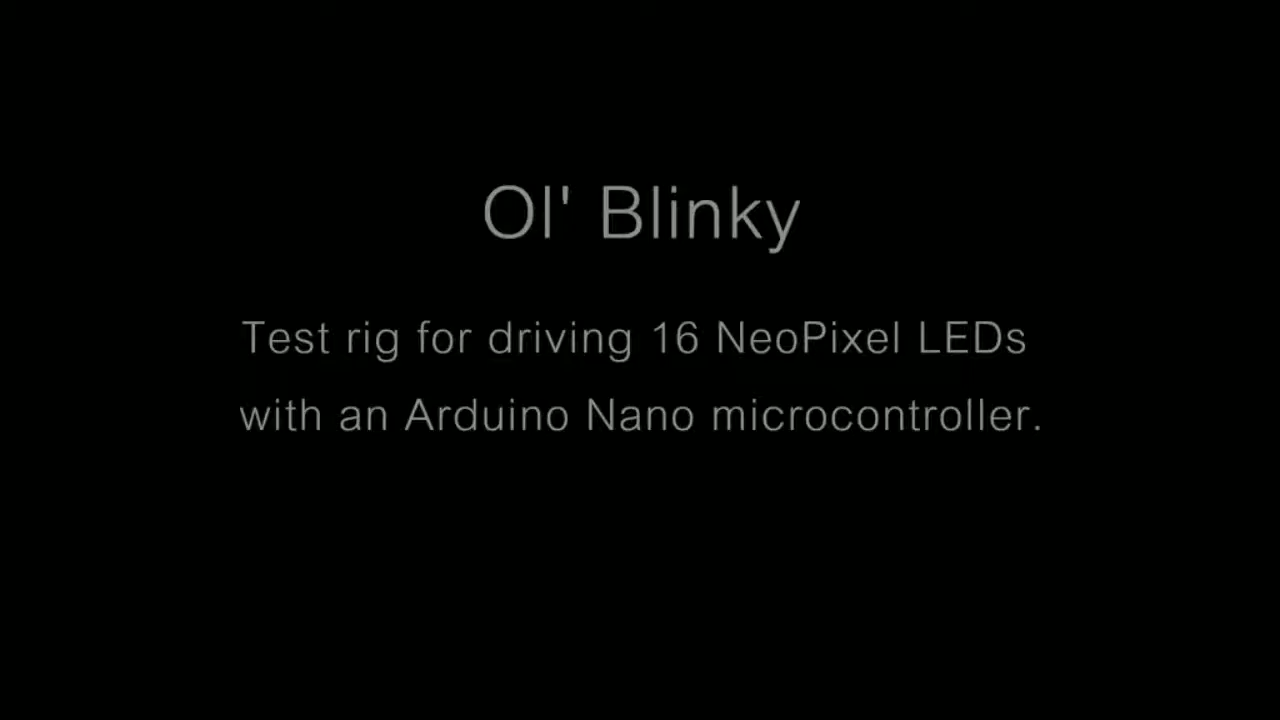 Ol' Blinky
Test rig for driving 16 NeoPixel LEDs
with an Arduino Nano microcontroller.